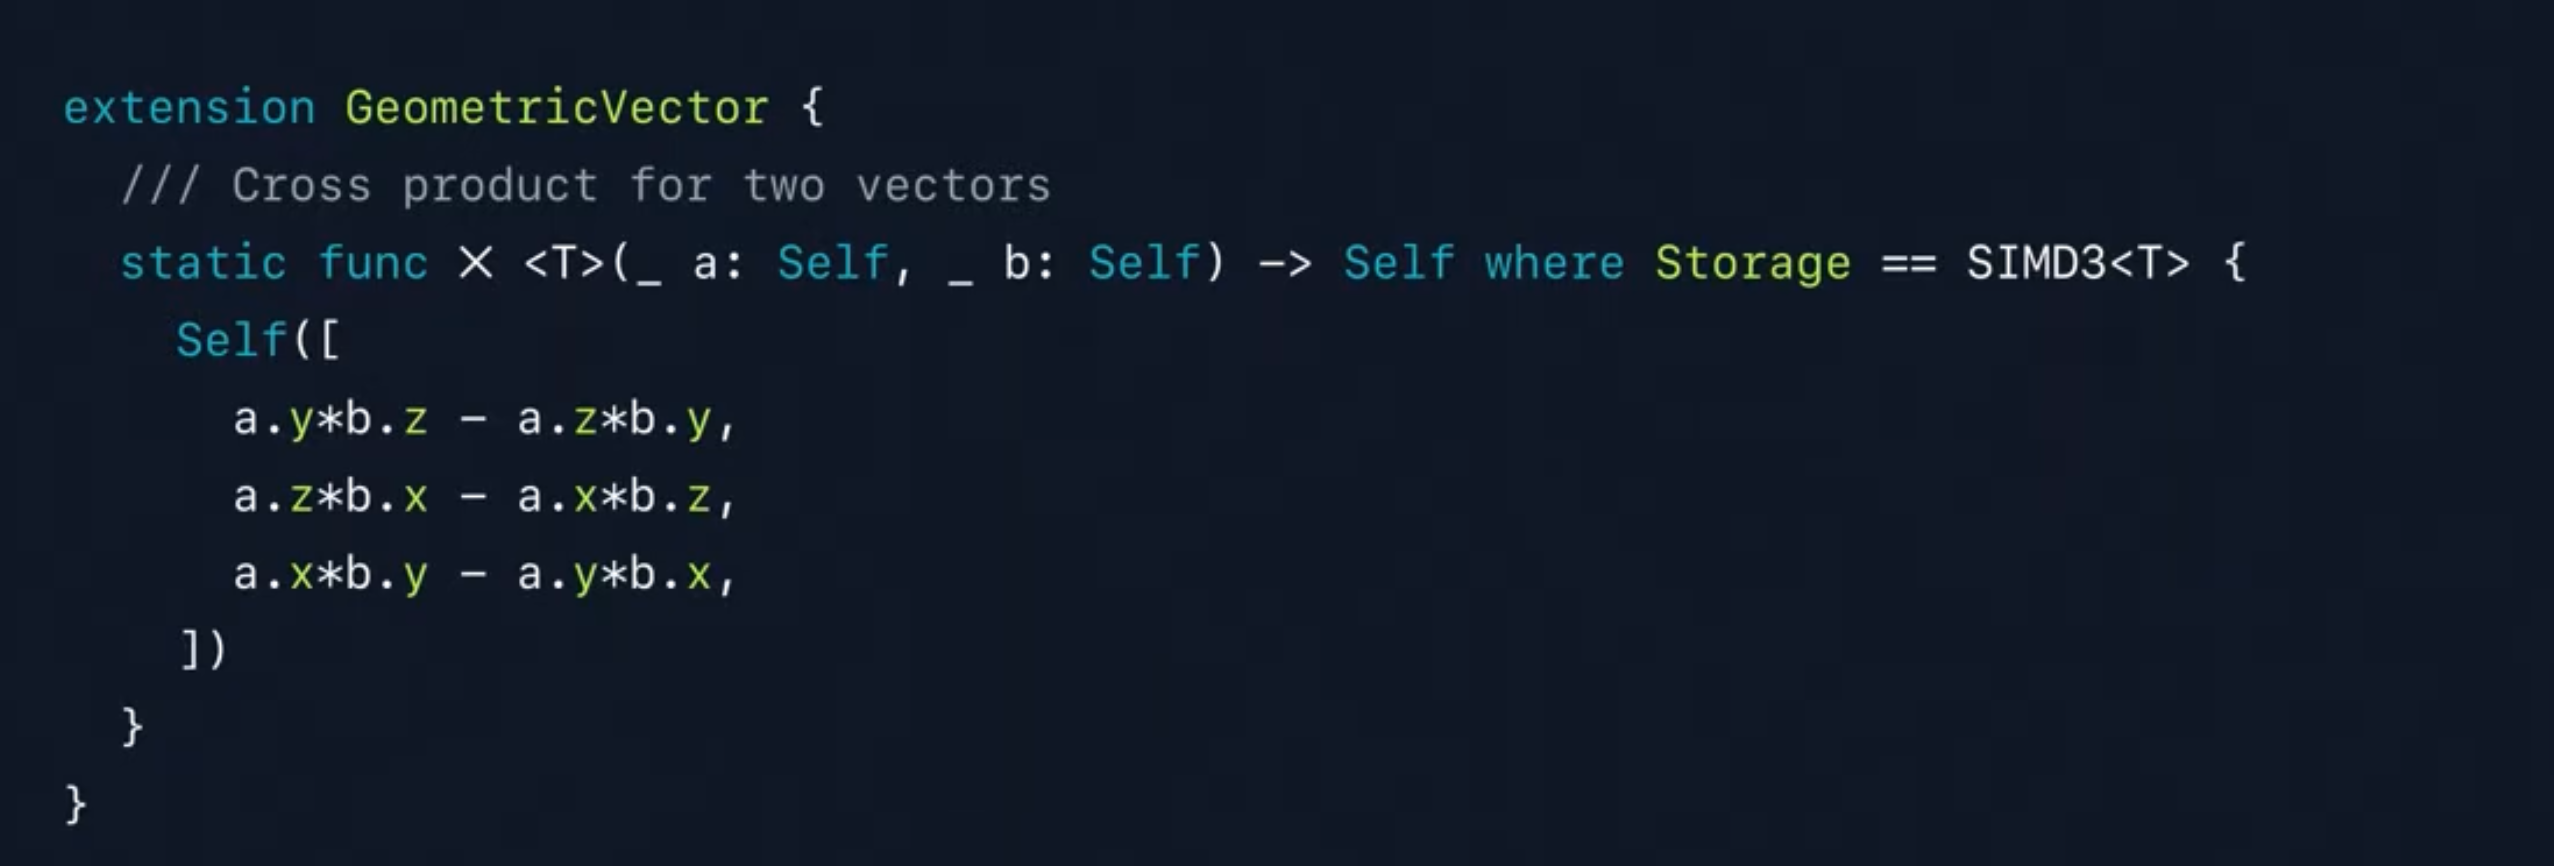 extension GeometricVector {
  /// Cross product for two vectors
  static func × <T>(_ a: Self, _ b: Self) -> Self where Storage == SIMD3<T> {
    Self([
      a.y*b.z - a.z*b.y,
      a.z*b.x - a.x*b.z,
      a.x*b.y - a.y*b.x,
    ])
  }
}